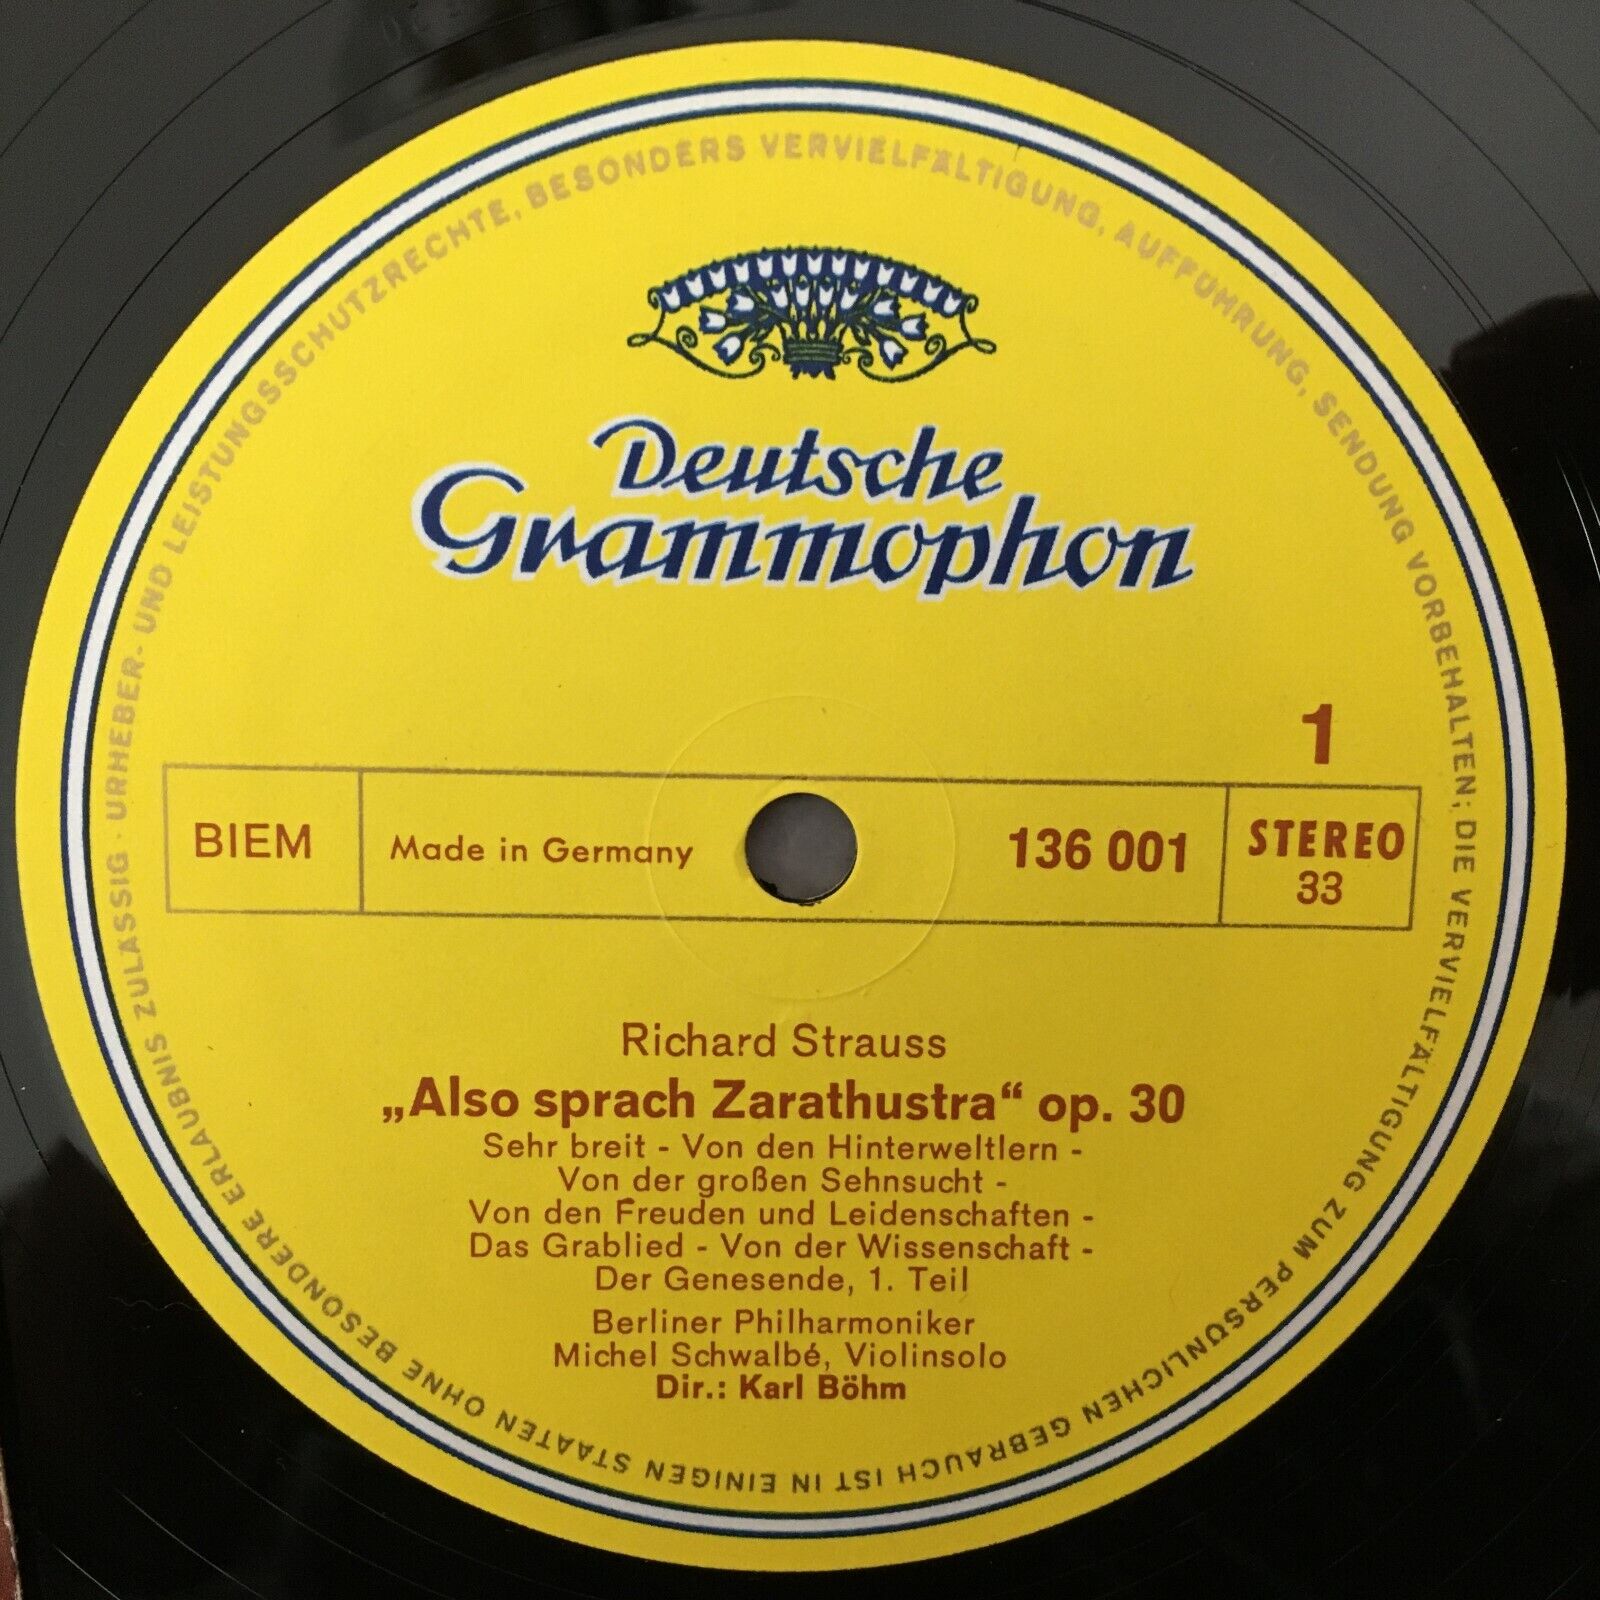 URHEBER- UND LEISTUNGSSCHUTZRECHTE, BESONDERS VERVIELFÄLTIGUNG, AUFFÜHRUNG, SENDUNG VORBEHALTEN; DIE VERVIELFÄLTIGUNG ZUM PERSÖNLICHEN GEBRAUCH IST IN EINIGEN STAATEN OHNE BESONDERE ERLAUBNIS ZULÄSSIG ·
Deutsche
Grammophon
1
BIEM
Made in Germany
136 001
STEREO
33
Richard Strauss
„Also sprach Zarathustra“ op. 30
Sehr breit - Von den Hinterweltlern -
Von der großen Sehnsucht -
Von den Freuden und Leidenschaften -
Das Grablied - Von der Wissenschaft -
Der Genesende, 1. Teil
Berliner Philharmoniker
Michel Schwalbé, Violinsolo
Dir.: Karl Böhm